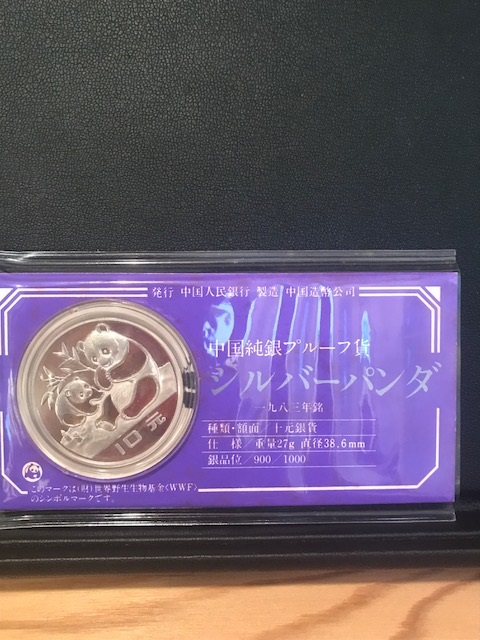 発行 中国人民銀行 製造 中国造幣公司
中国純銀プルーフ貨
シルバーパンダ
一九八三年銘
種類・額面／十元銀貨
仕 様／重量27g 直径38.6mm
銀品位／900／1000
10元
このマークは(財)世界野生生物基金<WWF>
のシンボルマークです。